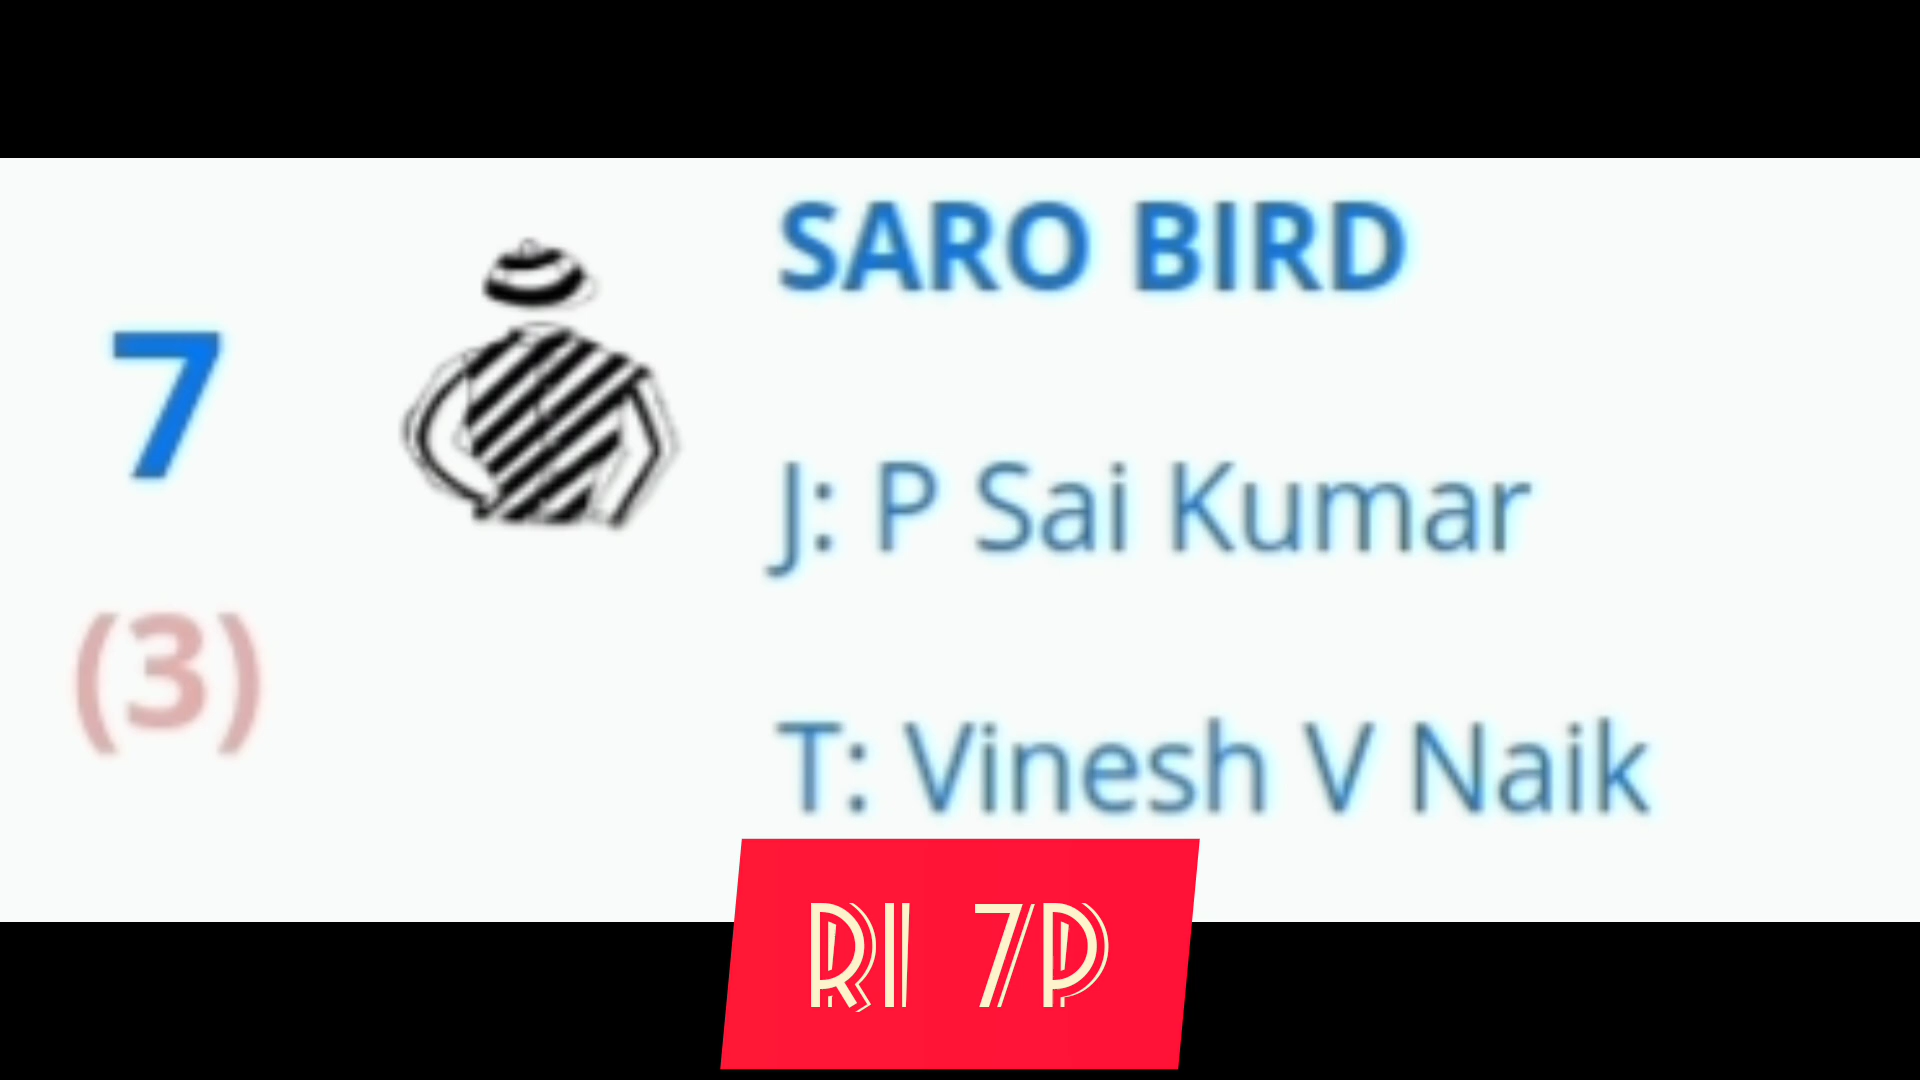 7
(3)
SARO BIRD
J: P Sai Kumar
T: Vinesh V Naik
R1 7P